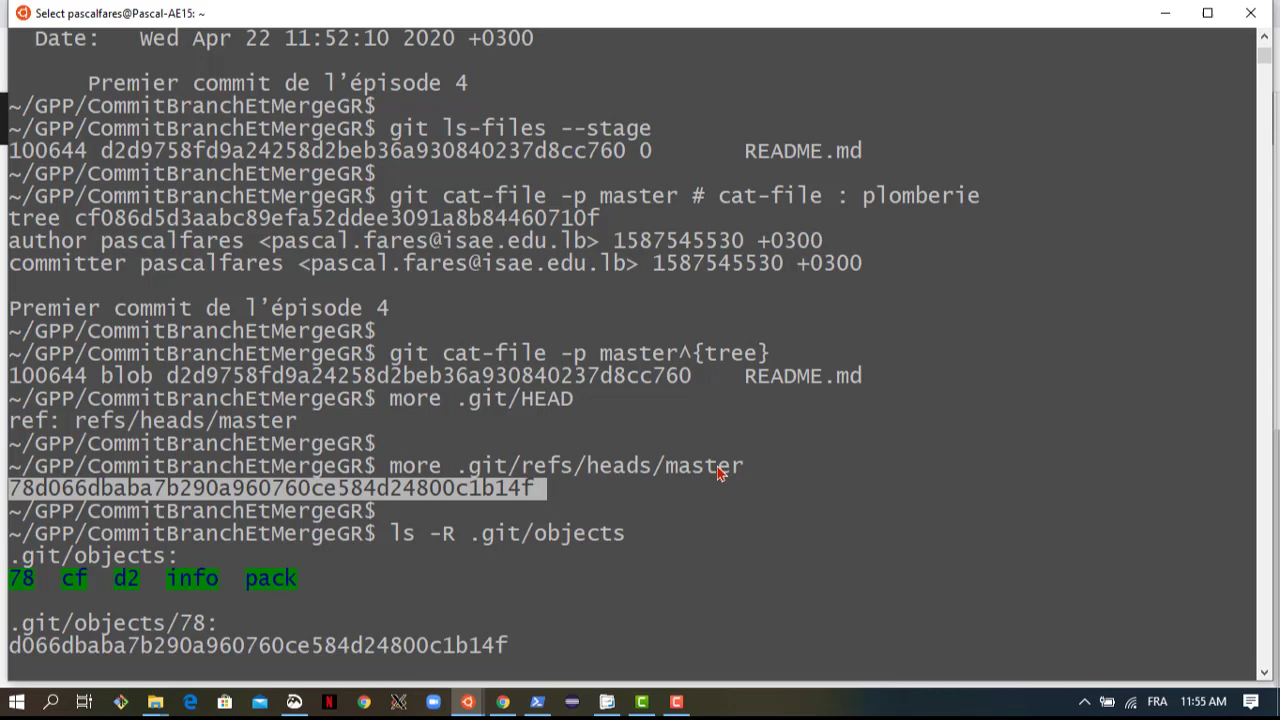 Select pascalfares@Pascal-AE15: ~
Date:   Wed Apr 22 11:52:10 2020 +0300
Premier commit de l’épisode 4
~/GPP/CommitBranchEtMergeGR$
~/GPP/CommitBranchEtMergeGR$ git ls-files --stage
100644 d2d9758fd9a24258d2beb36a930840237d8cc760 0       README.md
~/GPP/CommitBranchEtMergeGR$
~/GPP/CommitBranchEtMergeGR$ git cat-file -p master # cat-file : plomberie
tree cf086d5d3aabc89efa52ddee3091a8b84460710f
author pascalfares <pascal.fares@isae.edu.lb> 1587545530 +0300
committer pascalfares <pascal.fares@isae.edu.lb> 1587545530 +0300
Premier commit de l’épisode 4
~/GPP/CommitBranchEtMergeGR$
~/GPP/CommitBranchEtMergeGR$ git cat-file -p master^{tree}
100644 blob d2d9758fd9a24258d2beb36a930840237d8cc760    README.md
~/GPP/CommitBranchEtMergeGR$ more .git/HEAD
ref: refs/heads/master
~/GPP/CommitBranchEtMergeGR$
~/GPP/CommitBranchEtMergeGR$ more .git/refs/heads/master
78d066dbaba7b290a960760ce584d24800c1b14f
~/GPP/CommitBranchEtMergeGR$
~/GPP/CommitBranchEtMergeGR$ ls -R .git/objects
.git/objects:
78  cf  d2  info  pack
.git/objects/78:
d066dbaba7b290a960760ce584d24800c1b14f
FRA 11:55 AM